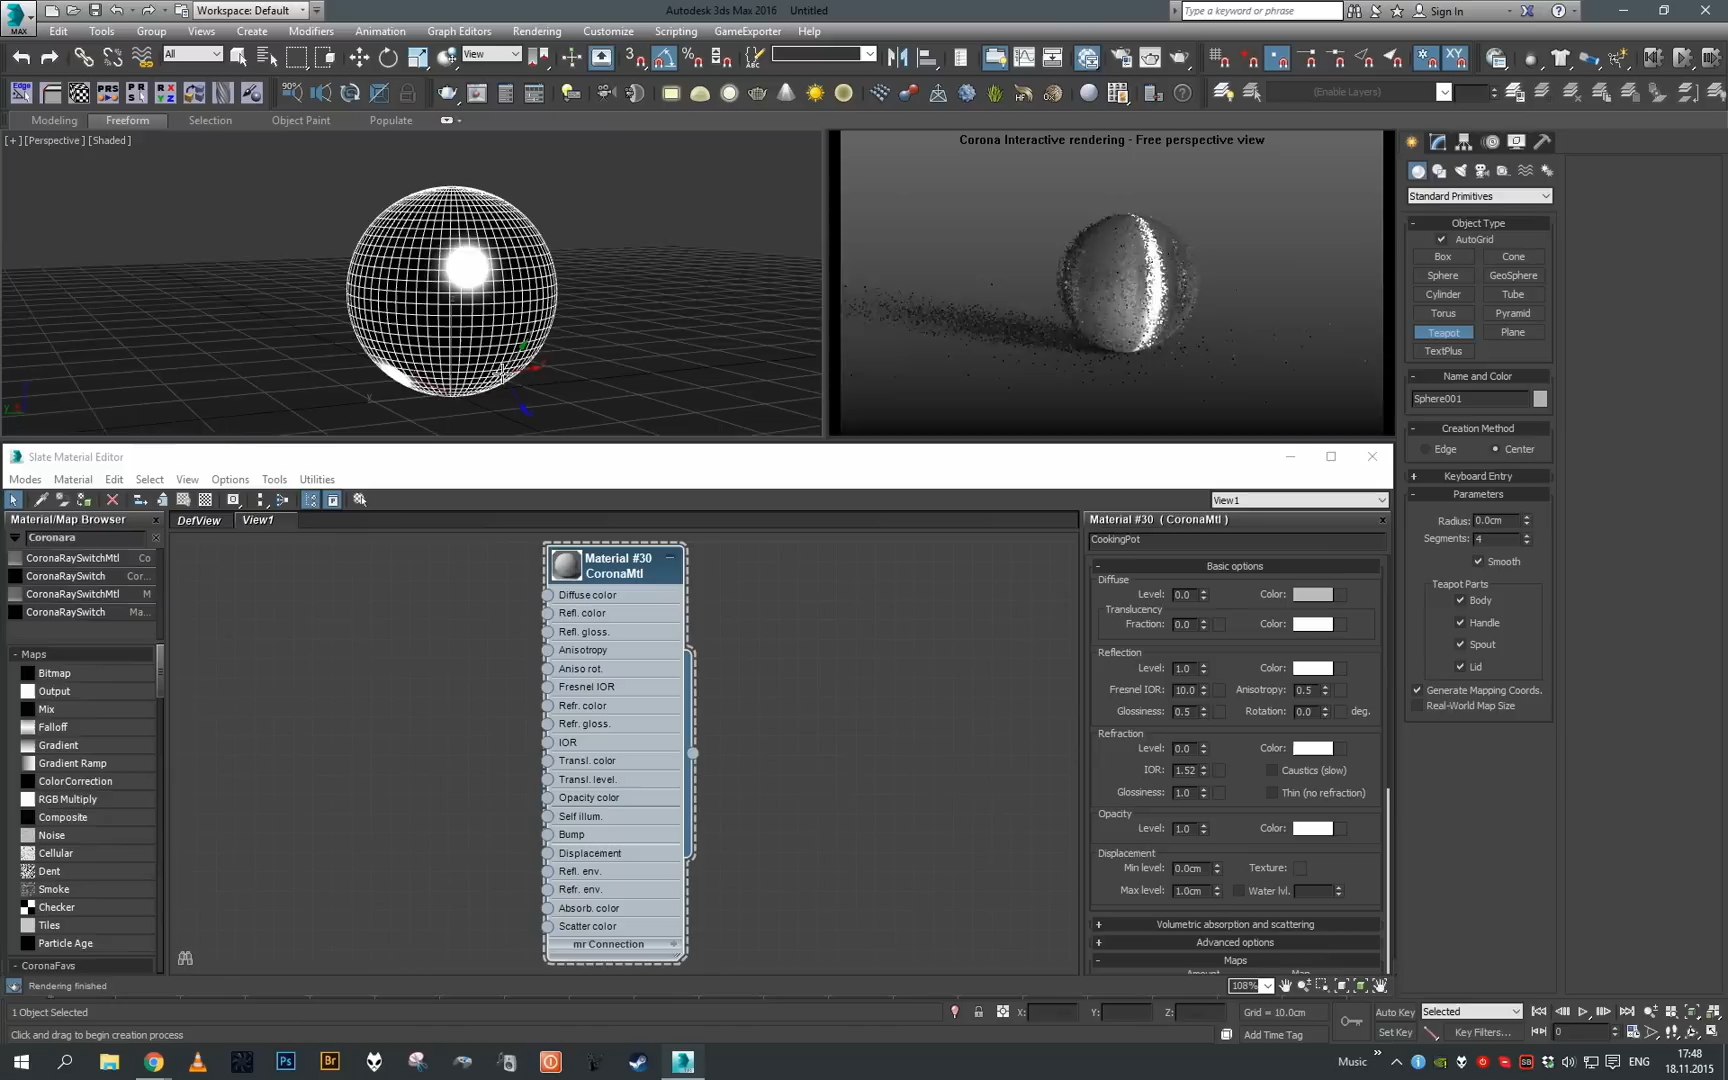 Workspace: Default
Autodesk 3ds Max 2016 Untitled
Type a keyword or phrase
Sign In
MAX
Edit Tools Group Views Create Modifiers Animation Graph Editors Rendering Customize Scripting GameExporter Help
All
View
(Enable Layers)
Modeling Freeform Selection Object Paint Populate
[+] [Perspective] [Shaded]
Corona Interactive rendering - Free perspective view
Standard Primitives
- Object Type
AutoGrid
Box Cone
Sphere GeoSphere
Cylinder Tube
Torus Pyramid
Teapot Plane
TextPlus
- Name and Color
Sphere001
- Creation Method
Edge Center
+ Keyboard Entry
- Parameters
Radius: 0.0cm
Segments: 4
Smooth
Teapot Parts
Body
Handle
Spout
Lid
Generate Mapping Coords.
Real-World Map Size
Slate Material Editor
Modes Material Edit Select View Options Tools Utilities
View1
Material/Map Browser
DefView View1
Coronara
CoronaRaySwitchMtl Co
CoronaRaySwitch Cor...
CoronaRaySwitchMtl M
CoronaRaySwitch Ma...
- Maps
Bitmap
Output
Mix
Falloff
Gradient
Gradient Ramp
ColorCorrection
RGB Multiply
Composite
Noise
Cellular
Dent
Smoke
Checker
Tiles
Particle Age
- CoronaFavs
Material #30
CoronaMtl
Diffuse color
Refl. color
Refl. gloss.
Anisotropy
Aniso rot.
Fresnel IOR
Refr. color
Refr. gloss.
IOR
Transl. color
Transl. level.
Opacity color
Self illum.
Bump
Displacement
Refl. env.
Refr. env.
Absorb. color
Scatter color
mr Connection
Material #30 ( CoronaMtl )
CookingPot
- Basic options
Diffuse
Level: 0.0 Color:
Translucency
Fraction: 0.0 Color:
Reflection
Level: 1.0 Color:
Fresnel IOR: 10.0 Anisotropy: 0.5
Glossiness: 0.5 Rotation: 0.0 deg.
Refraction
Level: 0.0 Color:
IOR: 1.52 Caustics (slow)
Glossiness: 1.0 Thin (no refraction)
Opacity
Level: 1.0 Color:
Displacement
Min level: 0.0cm Texture:
Max level: 1.0cm Water lvl.
+ Volumetric absorption and scattering
+ Advanced options
- Maps
Amount Map
Rendering finished
108%
1 Object Selected
X: Y: Z: Grid = 10.0cm
Auto Key Selected
Click and drag to begin creation process
Add Time Tag
Set Key Key Filters...
0
Music
ENG
17:48
18.11.2015